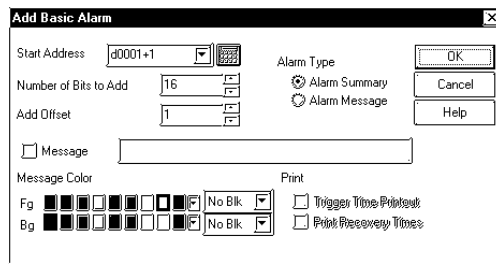 Add Basic Alarm
Start Address d0001+1
Alarm Type
OK
Number of Bits to Add 16
Alarm Summary
Cancel
Add Offset 1
Alarm Message
Help
Message
Message Color
Print
Fg No Blk
Trigger Time Printout
Bg No Blk
Print Recovery Times